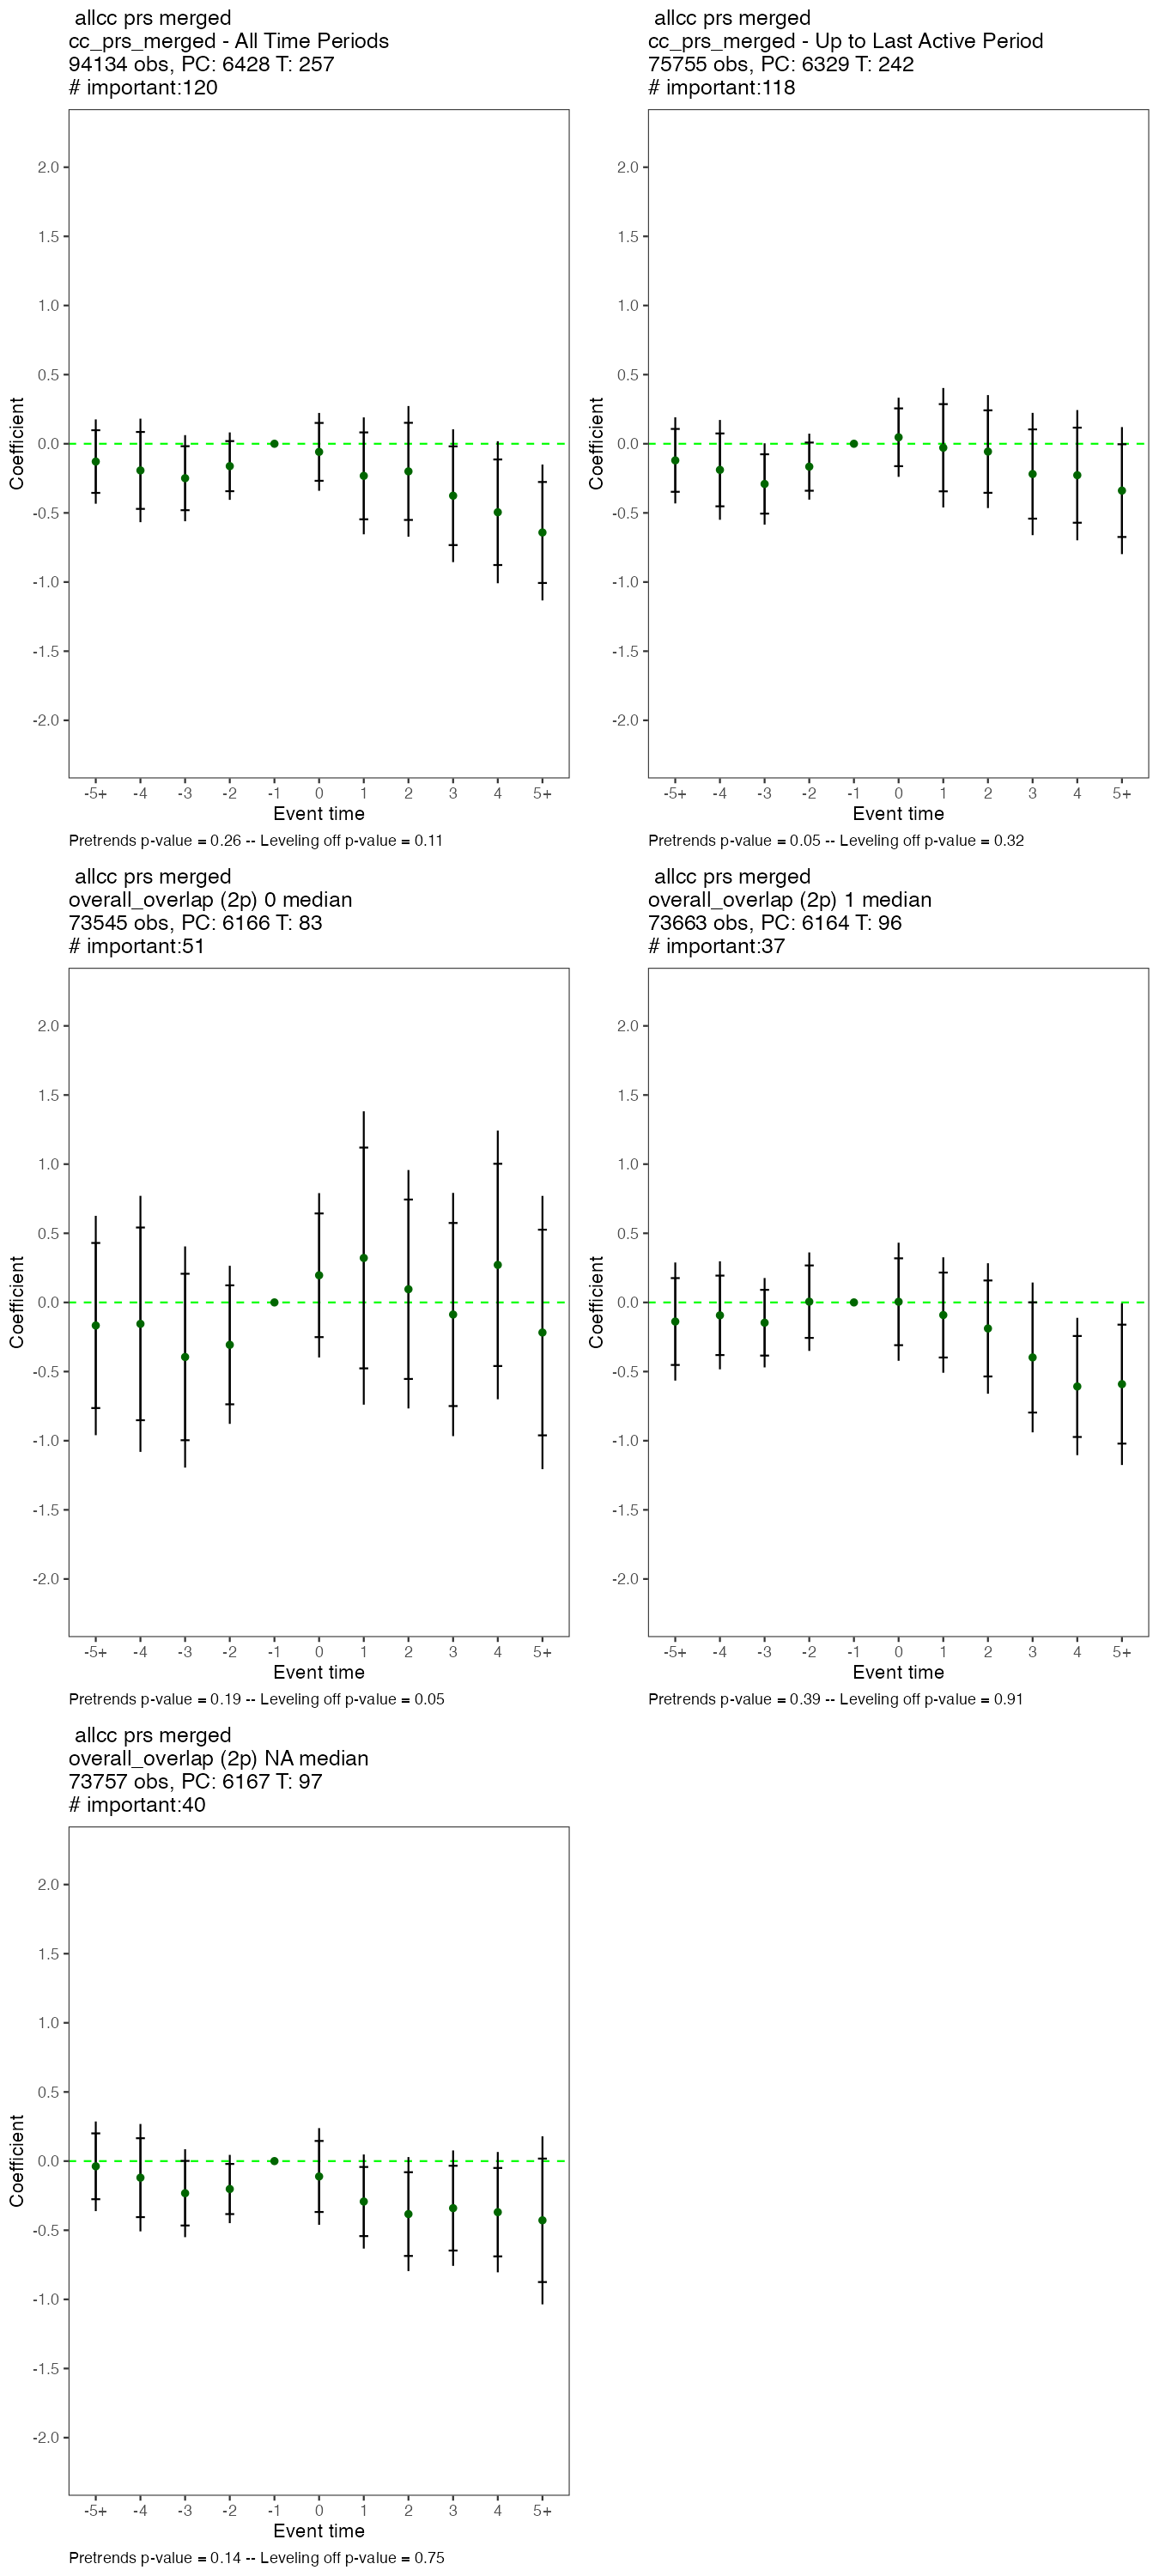 allcc prs merged
cc_prs_merged - All Time Periods
94134 obs, PC: 6428 T: 257
# important:120
Coefficient
2.0
1.5
1.0
0.5
0.0
-0.5
-1.0
-1.5
-2.0
-5+ -4 -3 -2 -1 0 1 2 3 4 5+
Event time
Pretrends p-value = 0.26 -- Leveling off p-value = 0.11
allcc prs merged
cc_prs_merged - Up to Last Active Period
75755 obs, PC: 6329 T: 242
# important:118
Coefficient
2.0
1.5
1.0
0.5
0.0
-0.5
-1.0
-1.5
-2.0
-5+ -4 -3 -2 -1 0 1 2 3 4 5+
Event time
Pretrends p-value = 0.05 -- Leveling off p-value = 0.32
allcc prs merged
overall_overlap (2p) 0 median
73545 obs, PC: 6166 T: 83
# important:51
Coefficient
2.0
1.5
1.0
0.5
0.0
-0.5
-1.0
-1.5
-2.0
-5+ -4 -3 -2 -1 0 1 2 3 4 5+
Event time
Pretrends p-value = 0.19 -- Leveling off p-value = 0.05
allcc prs merged
overall_overlap (2p) 1 median
73663 obs, PC: 6164 T: 96
# important:37
Coefficient
2.0
1.5
1.0
0.5
0.0
-0.5
-1.0
-1.5
-2.0
-5+ -4 -3 -2 -1 0 1 2 3 4 5+
Event time
Pretrends p-value = 0.39 -- Leveling off p-value = 0.91
allcc prs merged
overall_overlap (2p) NA median
73757 obs, PC: 6167 T: 97
# important:40
Coefficient
2.0
1.5
1.0
0.5
0.0
-0.5
-1.0
-1.5
-2.0
-5+ -4 -3 -2 -1 0 1 2 3 4 5+
Event time
Pretrends p-value = 0.14 -- Leveling off p-value = 0.75